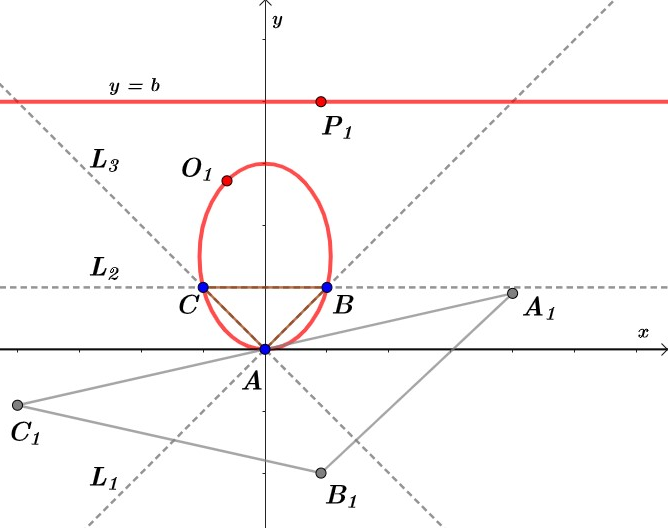 y
y = b
P₁
L₃
O₁
L₂
C
B
A₁
x
A
C₁
L₁
B₁